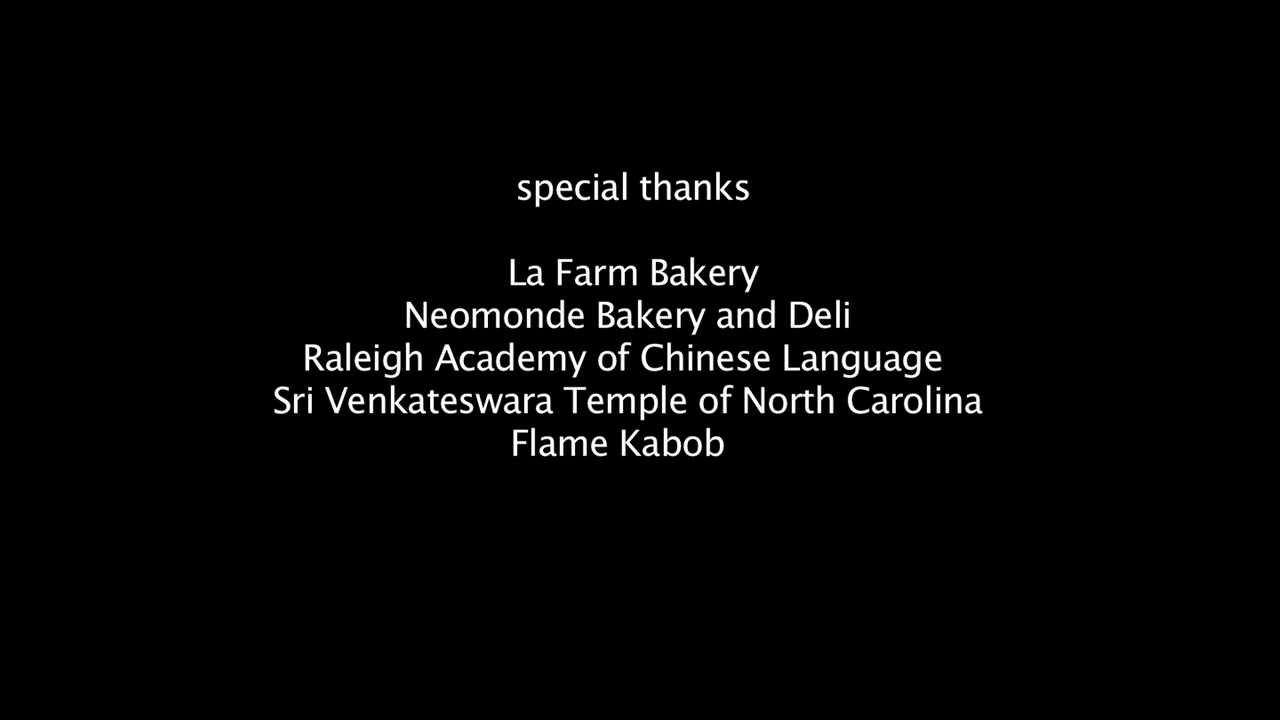 special thanks
La Farm Bakery
Neomonde Bakery and Deli
Raleigh Academy of Chinese Language
Sri Venkateswara Temple of North Carolina
Flame Kabob